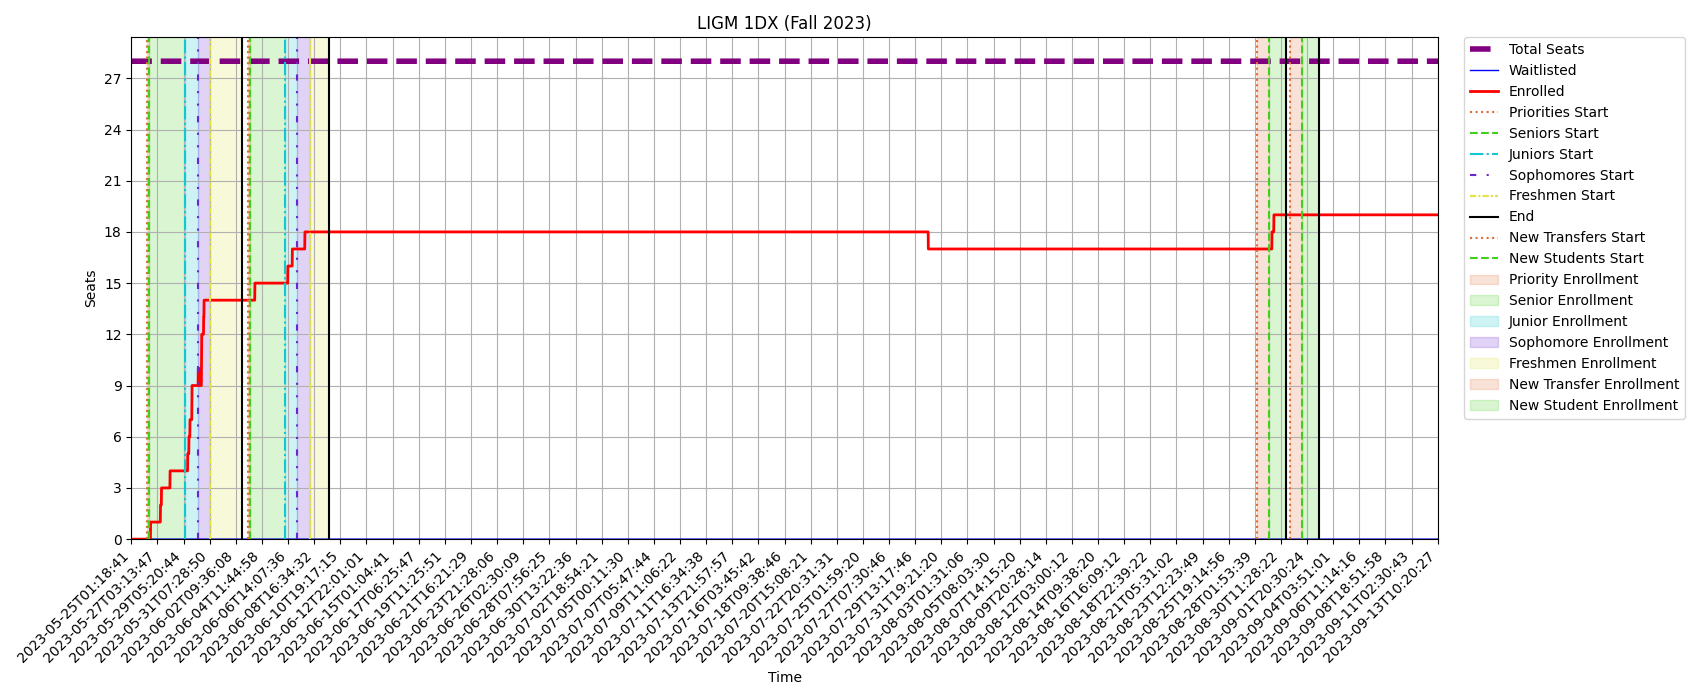 LIGM 1DX (Fall 2023)
Seats
27
24
21
18
15
12
9
6
3
0
2023-05-25T01:18:41
2023-05-27T03:13:47
2023-05-29T05:20:44
2023-05-31T07:28:50
2023-06-02T09:36:08
2023-06-04T11:44:58
2023-06-06T14:07:36
2023-06-08T16:34:32
2023-06-10T19:17:15
2023-06-12T22:01:01
2023-06-15T01:04:41
2023-06-17T06:25:47
2023-06-19T11:25:51
2023-06-21T16:21:29
2023-06-23T21:28:06
2023-06-26T02:30:09
2023-06-28T07:56:25
2023-06-30T13:22:36
2023-07-02T18:54:21
2023-07-05T00:11:30
2023-07-07T05:47:44
2023-07-09T11:06:22
2023-07-11T16:34:38
2023-07-13T21:57:57
2023-07-16T03:45:42
2023-07-18T09:38:46
2023-07-20T15:08:21
2023-07-22T20:31:31
2023-07-25T01:59:20
2023-07-27T07:30:46
2023-07-29T13:17:46
2023-07-31T19:21:20
2023-08-03T01:31:06
2023-08-05T08:03:30
2023-08-07T14:15:20
2023-08-09T20:28:14
2023-08-12T03:00:12
2023-08-14T09:38:20
2023-08-16T16:09:12
2023-08-18T22:39:22
2023-08-21T05:31:02
2023-08-23T12:23:49
2023-08-25T19:14:56
2023-08-28T01:53:39
2023-08-30T11:28:22
2023-09-01T20:30:24
2023-09-04T03:51:01
2023-09-06T11:14:16
2023-09-08T18:51:58
2023-09-11T02:30:43
2023-09-13T10:20:27
Time
Total Seats
Waitlisted
Enrolled
Priorities Start
Seniors Start
Juniors Start
Sophomores Start
Freshmen Start
End
New Transfers Start
New Students Start
Priority Enrollment
Senior Enrollment
Junior Enrollment
Sophomore Enrollment
Freshmen Enrollment
New Transfer Enrollment
New Student Enrollment